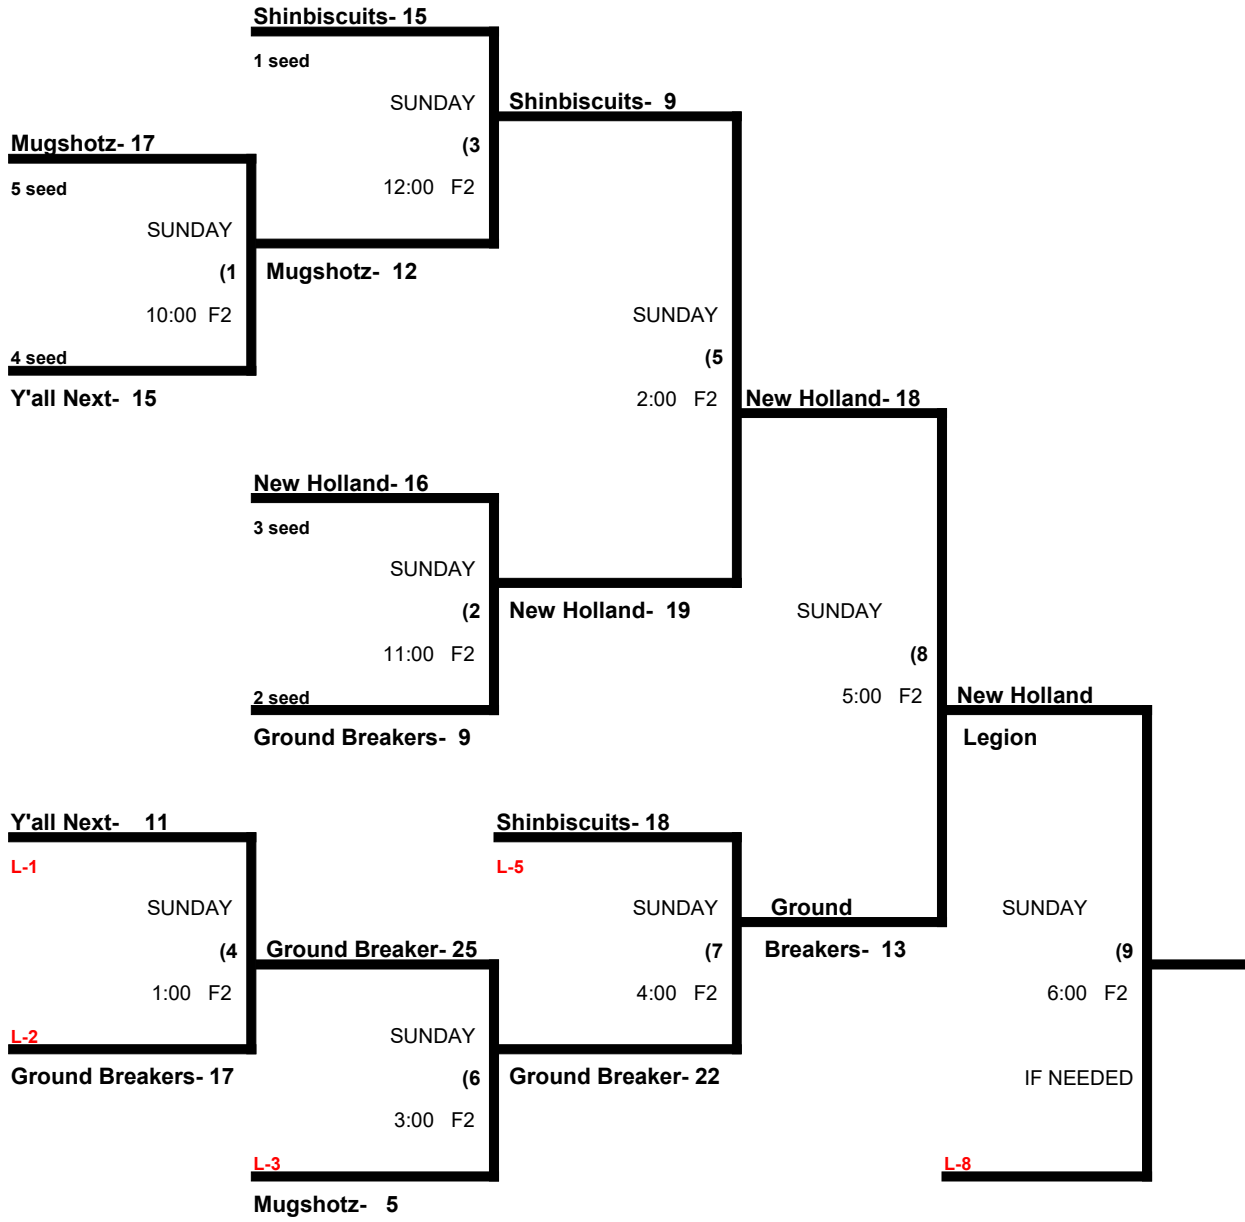 Shinbiscuits- 15
1 seed
SUNDAY
Shinbiscuits-  9
Mugshotz- 17
(3
5 seed
12:00   F2
SUNDAY
(1
Mugshotz-  12
10:00  F2
SUNDAY
4 seed
(5
Y'all Next-  15
2:00   F2
New Holland- 18
New Holland- 16
3 seed
SUNDAY
(2
New Holland-  19
SUNDAY
11:00   F2
(8
2 seed
5:00   F2
New Holland
Ground Breakers-  9
Legion
Y'all Next-    11
Shinbiscuits- 18
L-1
L-5
SUNDAY
SUNDAY
Ground
SUNDAY
(4
Ground Breaker- 25
(7
Breakers-  13
(9
1:00   F2
4:00   F2
6:00   F2
L-2
SUNDAY
Ground Breakers- 17
(6
Ground Breaker- 22
IF NEEDED
3:00   F2
L-3
L-8
Mugshotz-   5